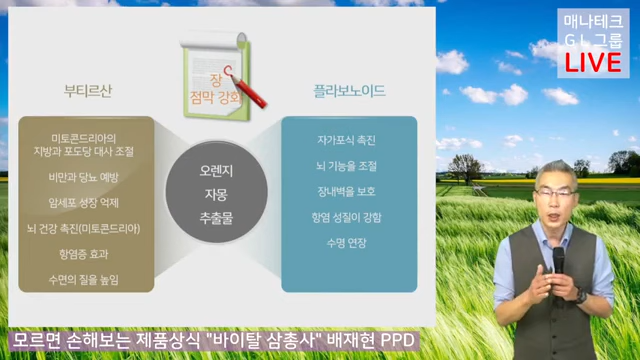 매나테크
G L 그룹
LIVE
장
점막 강화
부티르산
플라보노이드
미토콘드리아의
지방과 포도당 대사 조절
비만과 당뇨 예방
암세포 성장 억제
뇌 건강 촉진(미토콘드리아)
항염증 효과
수면의 질을 높임
오렌지
자몽
추출물
자가포식 촉진
뇌 기능을 조절
장내벽을 보호
항염 성질이 강함
수명 연장
모르면 손해보는 제품상식 "바이탈 삼총사" 배재현 PPD